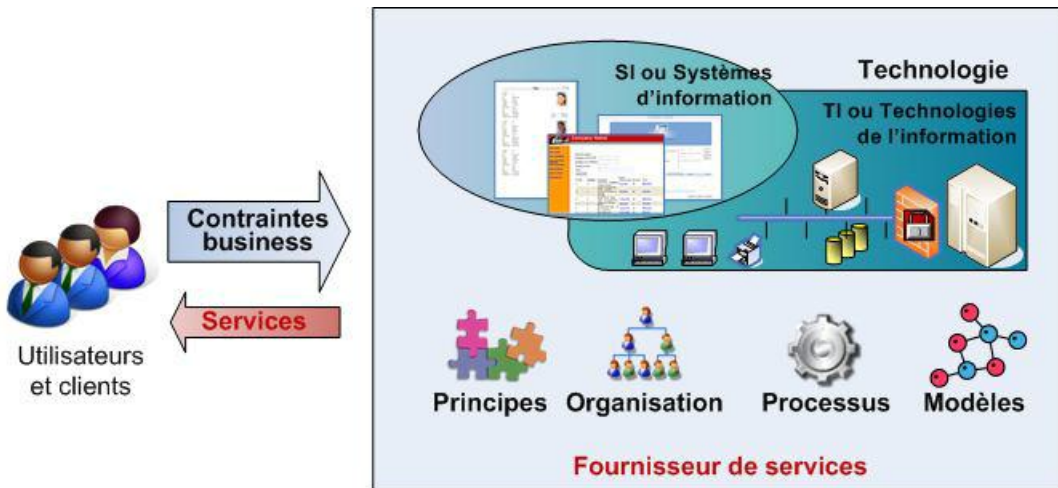 SI ou Systèmes
d'information
Technologie
TI ou Technologies
de l'information
Contraintes
business
Services
Utilisateurs
et clients
Principes
Organisation
Processus
Modèles
Fournisseur de services